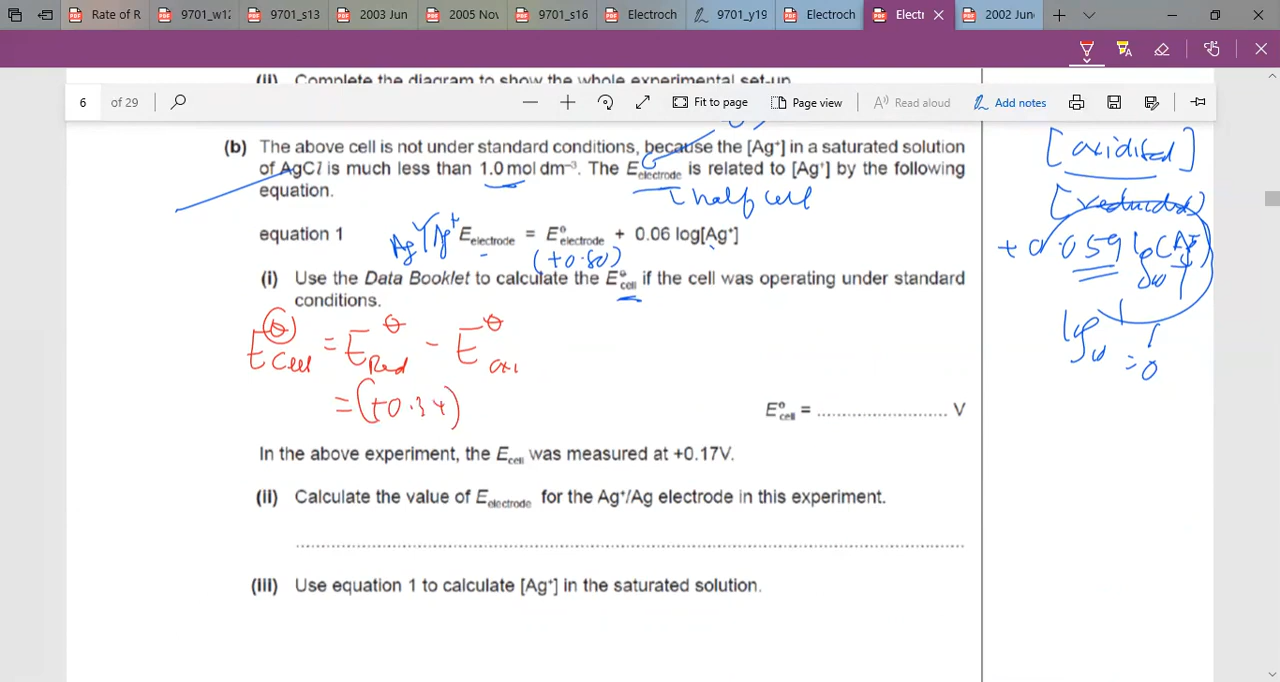 Rate of R 9701_w12 9701_s13 2003 Jun 2005 Nov 9701_s16 Electroch 9701_y19 Electroch Electi 2002 Jun
(ii) Complete the diagram to show the whole experimental set-up.
6 of 29 Fit to page Page view Read aloud Add notes
(b) The above cell is not under standard conditions, because the [Ag⁺] in a saturated solution
of AgCl is much less than 1.0 mol dm⁻³. The E electrode is related to [Ag⁺] by the following
equation.
half cell
equation 1 E electrode = E° electrode + 0.06 log[Ag⁺]
Ag Ag⁺
(+0.80)
(i) Use the Data Booklet to calculate the E° cell if the cell was operating under standard
conditions.
E⊖ cell = E⊖ Red - E⊖ oxi
= (+0.34)
E° cell = .............................. V
In the above experiment, the E cell was measured at +0.17V.
(ii) Calculate the value of E electrode for the Ag⁺/Ag electrode in this experiment.
(iii) Use equation 1 to calculate [Ag⁺] in the saturated solution.
[oxidised]
[reduced]
+ 0.059 log
log 1
= 0